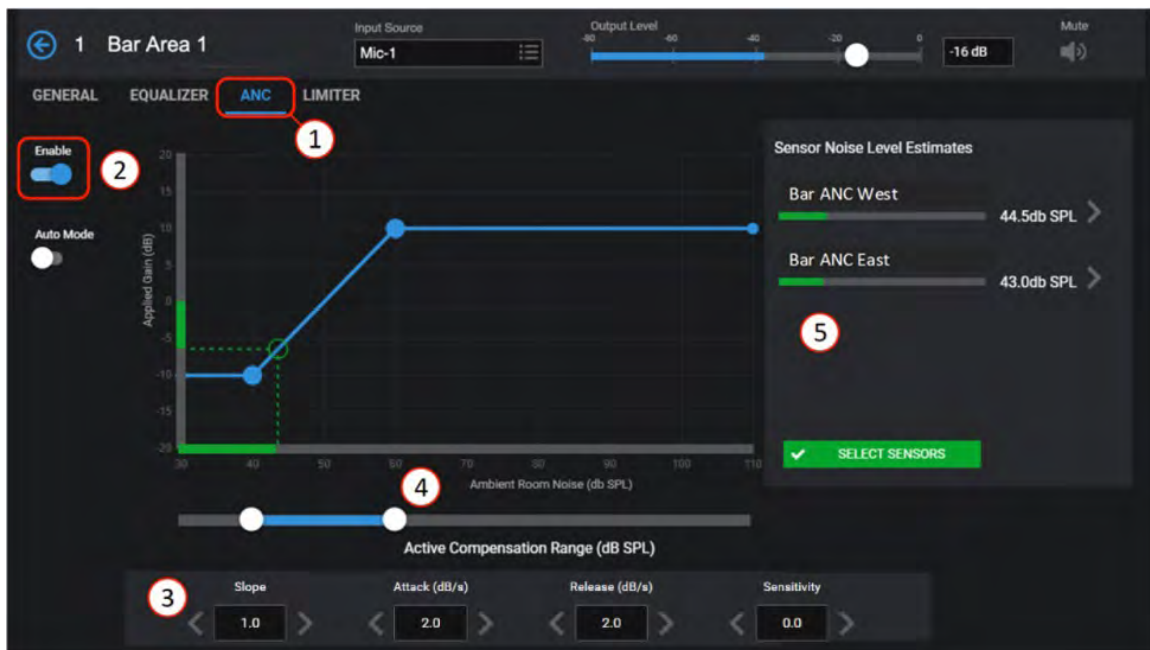 1 Bar Area 1
Input Source
Mic-1
Output Level
-80 -60 -40 -20 0
-16 dB
Mute
GENERAL EQUALIZER ANC LIMITER
1
Enable
2
Auto Mode
20
15
10
5
0
-5
-10
-15
-20
Applied Gain (dB)
30 40 50 60 70 80 90 100 110
Ambient Room Noise (db SPL)
4
Active Compensation Range (dB SPL)
Sensor Noise Level Estimates
Bar ANC West
44.5db SPL
Bar ANC East
43.0db SPL
5
SELECT SENSORS
3
Slope Attack (dB/s) Release (dB/s) Sensitivity
1.0 2.0 2.0 0.0